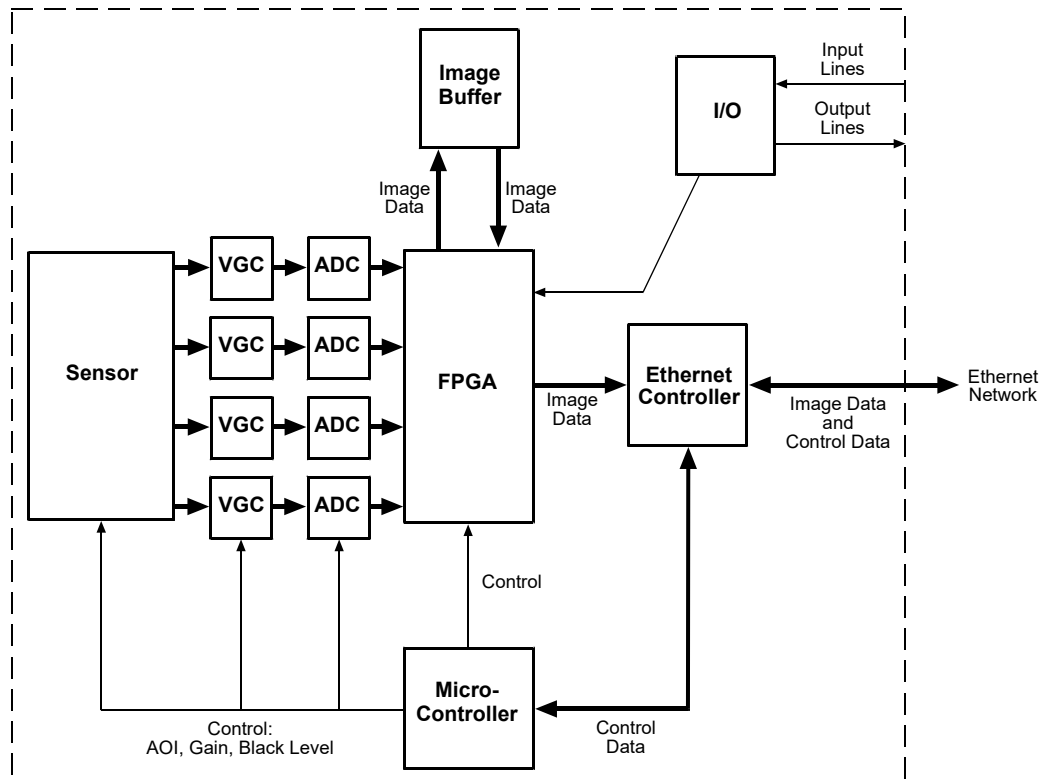 Image
Buffer
I/O
Input
Lines
Output
Lines
Image
Data
Image
Data
Sensor
VGC
ADC
VGC
ADC
VGC
ADC
VGC
ADC
FPGA
Image
Data
Ethernet
Controller
Image Data
and
Control Data
Ethernet
Network
Control
Micro-
Controller
Control
Data
Control:
AOI, Gain, Black Level